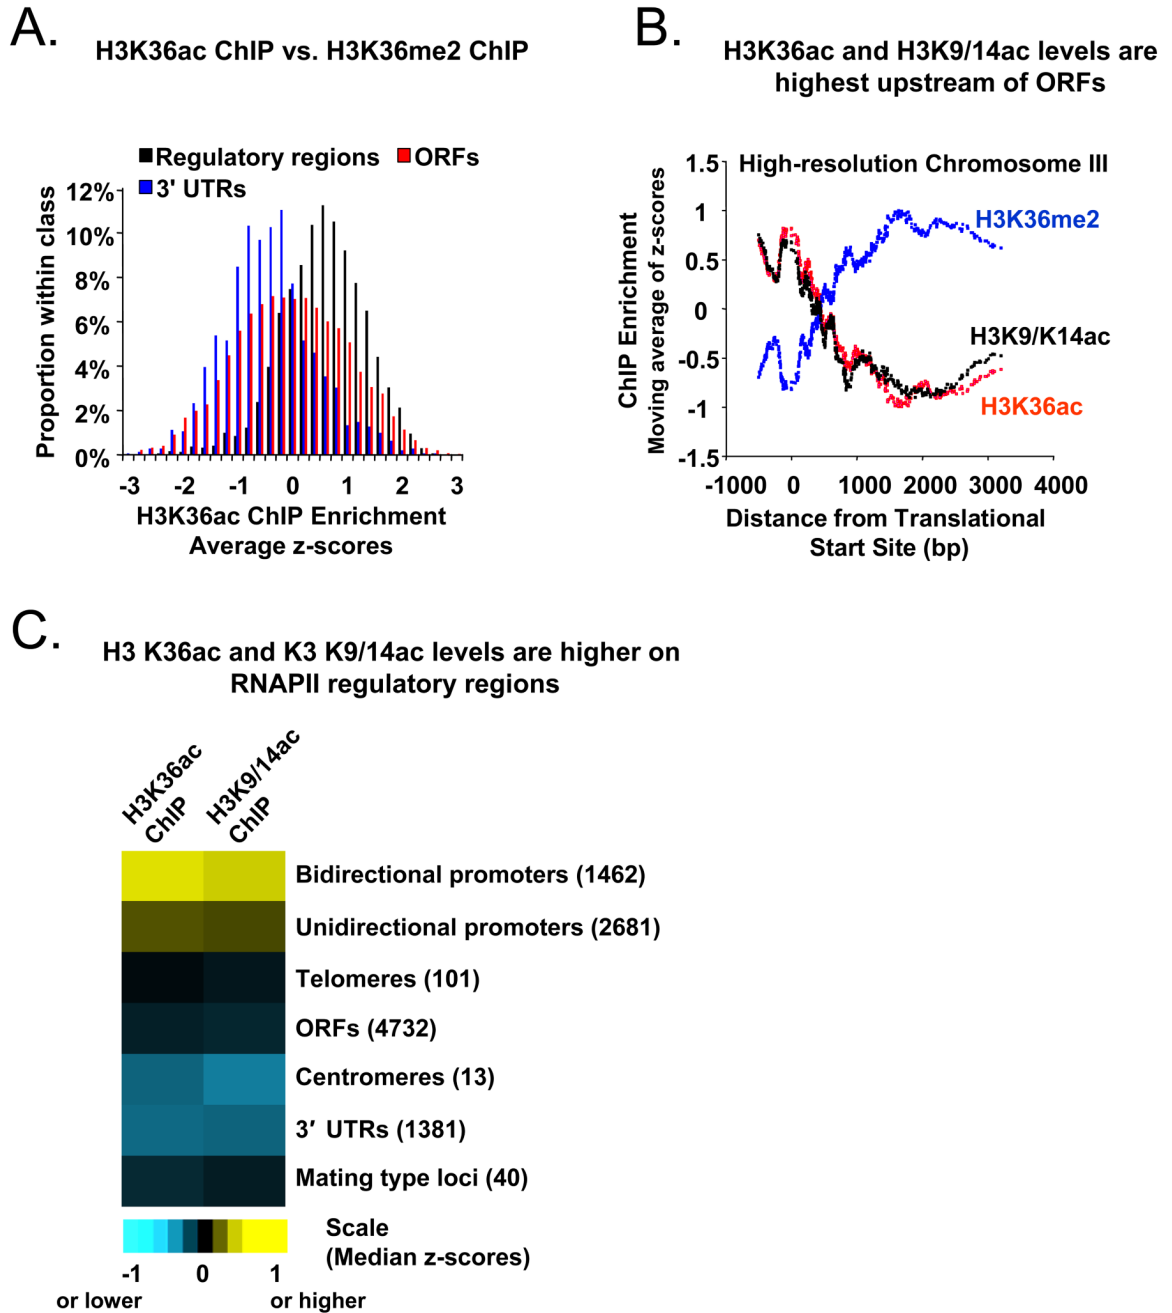 A.
H3K36ac ChIP vs. H3K36me2 ChIP
Regulatory regions
ORFs
3' UTRs
Proportion within class
12%
10%
8%
6%
4%
2%
0%
-3 -2 -1 0 1 2 3
H3K36ac ChIP Enrichment
Average z-scores
B.
H3K36ac and H3K9/14ac levels are
highest upstream of ORFs
High-resolution Chromosome III
ChIP Enrichment
Moving average of z-scores
1.5
1
0.5
0
-0.5
-1
-1.5
H3K36me2
H3K9/K14ac
H3K36ac
-1000 0 1000 2000 3000 4000
Distance from Translational
Start Site (bp)
C.
H3 K36ac and K3 K9/14ac levels are higher on
RNAPII regulatory regions
H3K36ac
ChIP
H3K9/14ac
ChIP
Bidirectional promoters (1462)
Unidirectional promoters (2681)
Telomeres (101)
ORFs (4732)
Centromeres (13)
3′ UTRs (1381)
Mating type loci (40)
Scale
(Median z-scores)
-1 0 1
or lower or higher